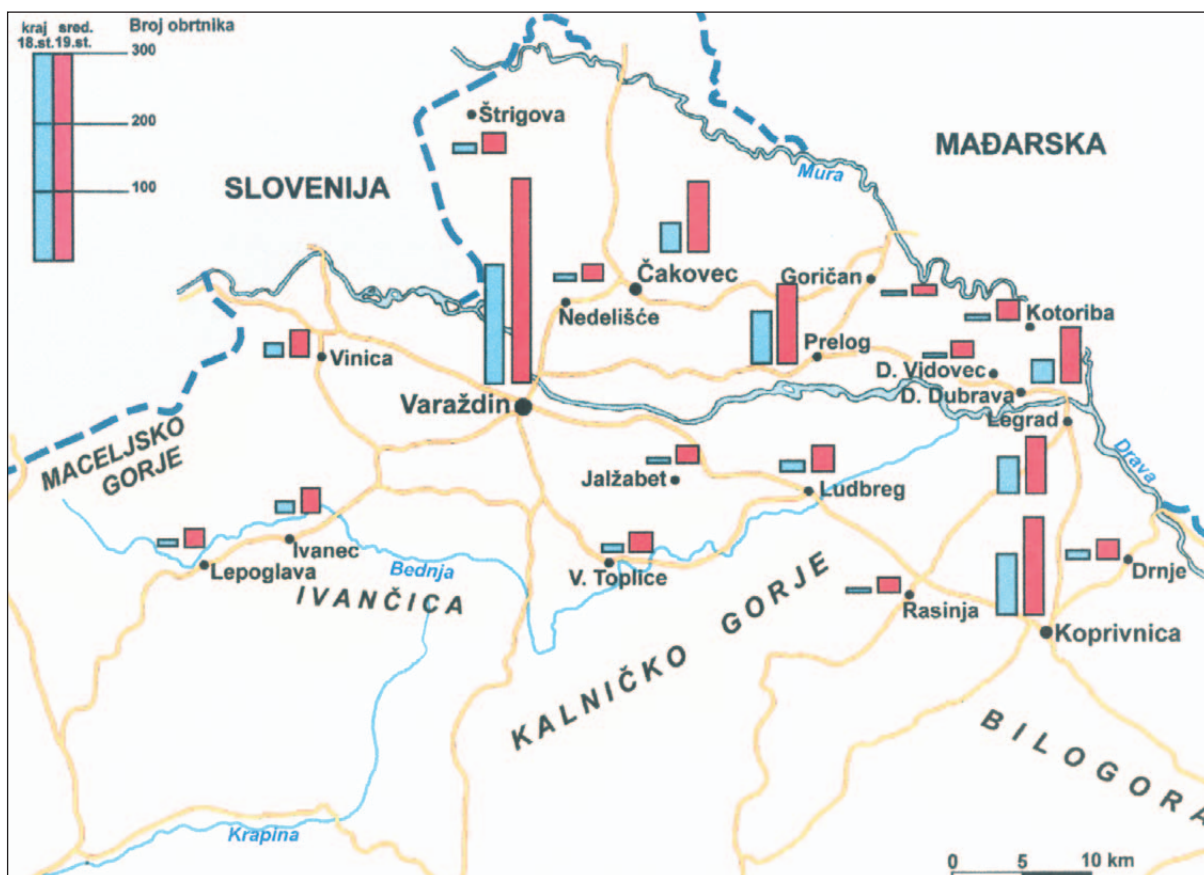 kraj sred. Broj obrtnika
18.st. 19.st.
300
200
100
Štrigova
SLOVENIJA
MAĐARSKA
Mura
Čakovec
Goričan
Nedelišće
Kotoriba
Vinica
Prelog
D. Vidovec
D. Dubrava
Varaždin
Legrad
MACELJSKO
GORJE
Drava
Jalžabet
Ludbreg
Ivanec
Lepoglava
Bednja
V. Toplice
Drnje
IVANČICA
Rasinja
KALNIČKO GORJE
Koprivnica
BILOGORA
Krapina
0 5 10 km